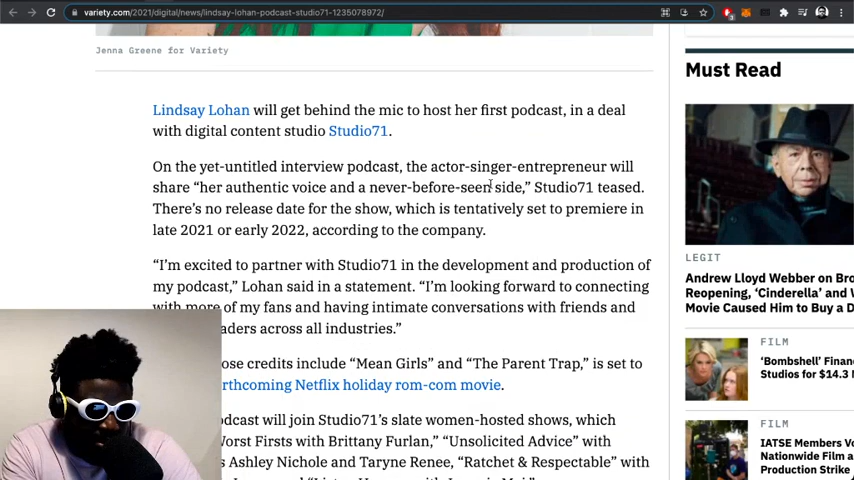 variety.com/2021/digital/news/lindsay-lohan-podcast-studio71-1235078972/
Jenna Greene for Variety
Lindsay Lohan will get behind the mic to host her first podcast, in a deal
with digital content studio Studio71.
On the yet-untitled interview podcast, the actor-singer-entrepreneur will
share “her authentic voice and a never-before-seen side,” Studio71 teased.
There’s no release date for the show, which is tentatively set to premiere in
late 2021 or early 2022, according to the company.
“I’m excited to partner with Studio71 in the development and production of
my podcast,” Lohan said in a statement. “I’m looking forward to connecting
with more of my fans and having intimate conversations with friends and
aders across all industries.”
ose credits include “Mean Girls” and “The Parent Trap,” is set to
rthcoming Netflix holiday rom-com movie.
dcast will join Studio71’s slate women-hosted shows, which
orst Firsts with Brittany Furlan,” “Unsolicited Advice” with
s Ashley Nichole and Taryne Renee, “Ratchet & Respectable” with
Must Read
LEGIT
Andrew Lloyd Webber on Bro
Reopening, ‘Cinderella’ and
Movie Caused Him to Buy a D
FILM
‘Bombshell’ Finan
Studios for $14.3
FILM
IATSE Members Vo
Nationwide Film a
Production Strike